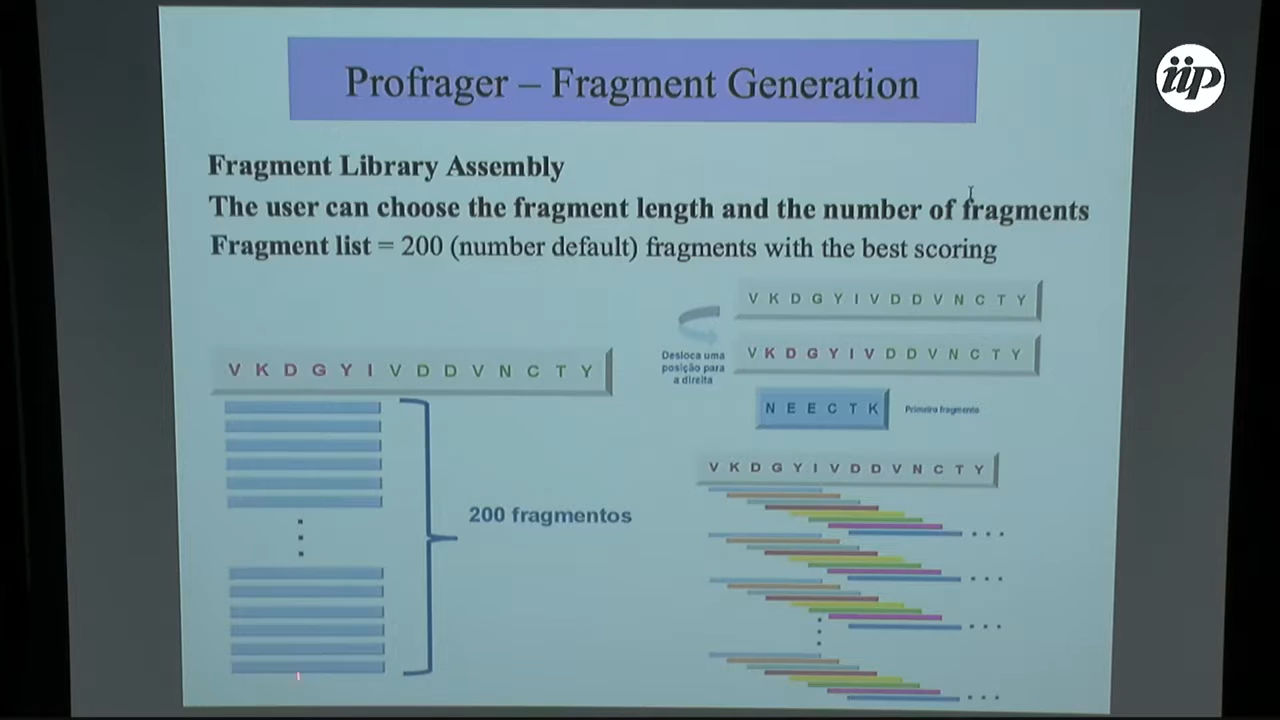 iip
Profrager – Fragment Generation
Fragment Library Assembly
The user can choose the fragment length and the number of fragments
Fragment list = 200 (number default) fragments with the best scoring
V K D G Y I V D D V N C T Y
200 fragmentos
V K D G Y I V D D V N C T Y
Desloca uma
posição para
a direita
V K D G Y I V D D V N C T Y
N E E C T K
Primeiro fragmento
V K D G Y I V D D V N C T Y